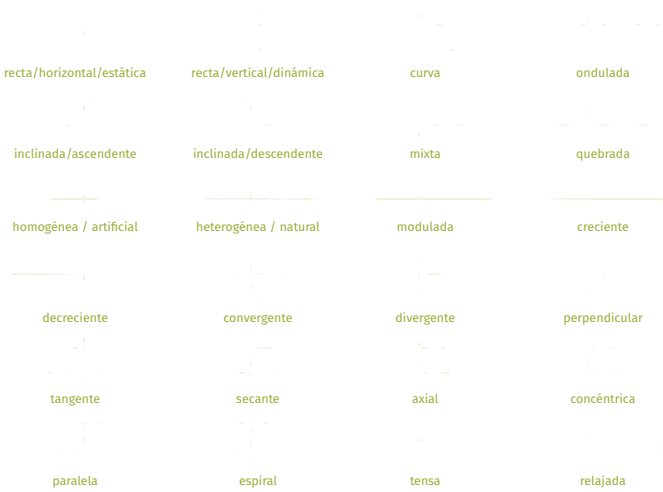 recta/horizontal/estática recta/vertical/dinámica curva ondulada
inclinada/ascendente inclinada/descendente mixta quebrada
homogénea / artificial heterogénea / natural modulada creciente
decreciente convergente divergente perpendicular
tangente secante axial concéntrica
paralela espiral tensa relajada